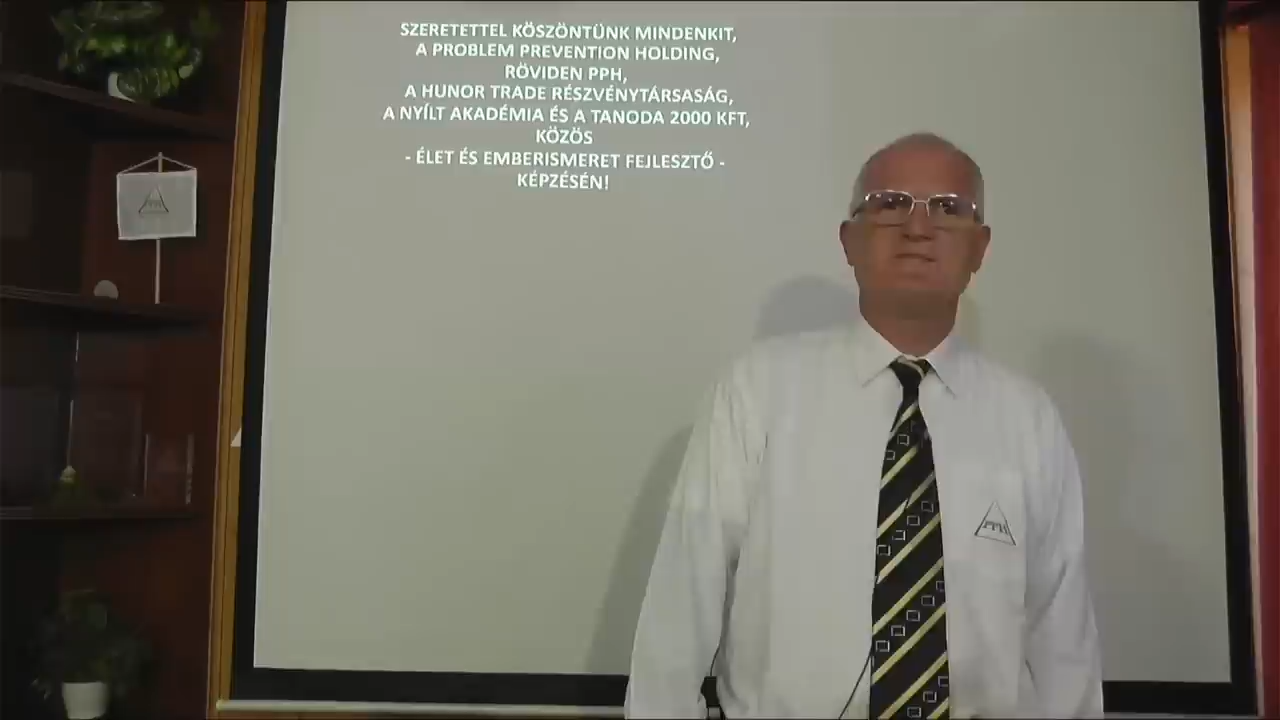 SZERETETTEL KÖSZÖNTÜNK MINDENKIT,
A PROBLEM PREVENTION HOLDING,
RÖVIDEN PPH,
A HUNOR TRADE RÉSZVÉNYTÁRSASÁG,
A NYÍLT AKADÉMIA ÉS A TANODA 2000 KFT,
KÖZÖS
- ÉLET ÉS EMBERISMERET FEJLESZTŐ -
KÉPZÉSÉN!
PPH